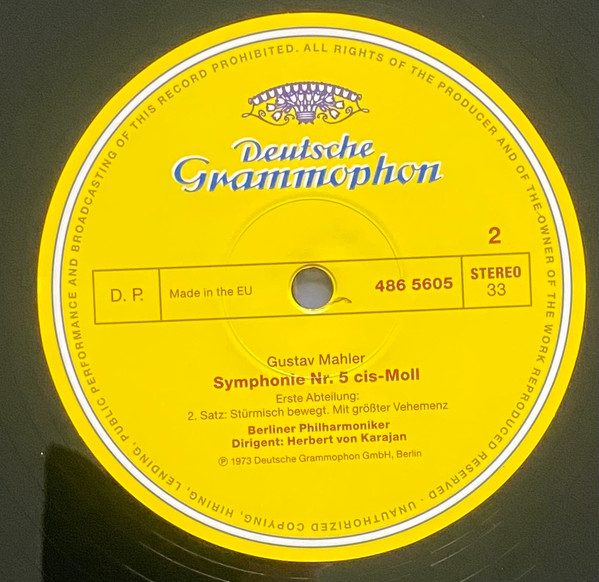 ALL RIGHTS OF THE PRODUCER AND OF THE OWNER OF THE WORK REPRODUCED RESERVED · UNAUTHORIZED COPYING, HIRING, LENDING, PUBLIC PERFORMANCE AND BROADCASTING OF THIS RECORD PROHIBITED.
Deutsche
Grammophon
2
D. P. Made in the EU 486 5605 STEREO
33
Gustav Mahler
Symphonie Nr. 5 cis-Moll
Erste Abteilung:
2. Satz: Stürmisch bewegt. Mit größter Vehemenz
Berliner Philharmoniker
Dirigent: Herbert von Karajan
℗ 1973 Deutsche Grammophon GmbH, Berlin